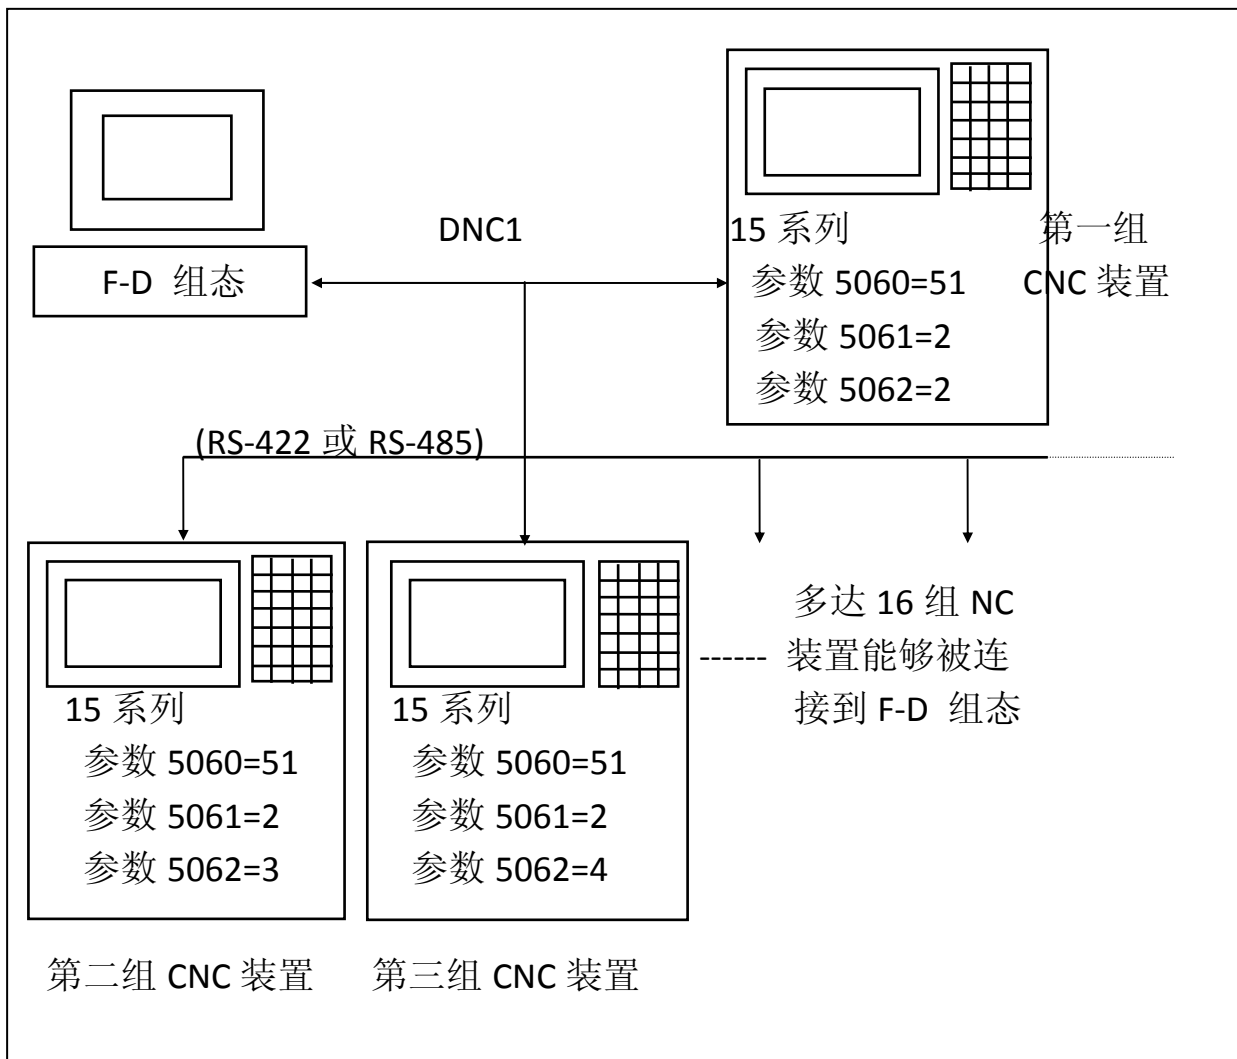 DNC1
F-D 组态
15 系列
参数 5060=51
参数 5061=2
参数 5062=2
第一组
CNC 装置
(RS-422 或 RS-485)
15 系列
参数 5060=51
参数 5061=2
参数 5062=3
第二组 CNC 装置
15 系列
参数 5060=51
参数 5061=2
参数 5062=4
第三组 CNC 装置
------
多达 16 组 NC
装置能够被连
接到 F-D 组态